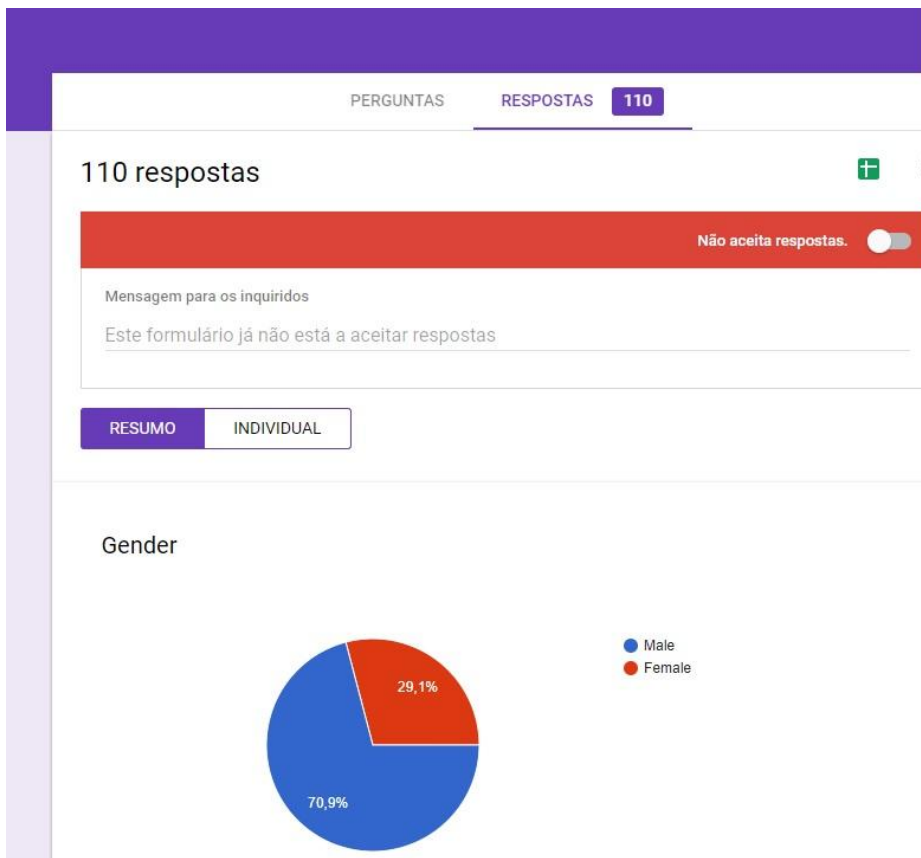 PERGUNTAS RESPOSTAS 110
110 respostas
Não aceita respostas.
Mensagem para os inquiridos
Este formulário já não está a aceitar respostas
RESUMO INDIVIDUAL
Gender
Male
Female
29,1%
70,9%